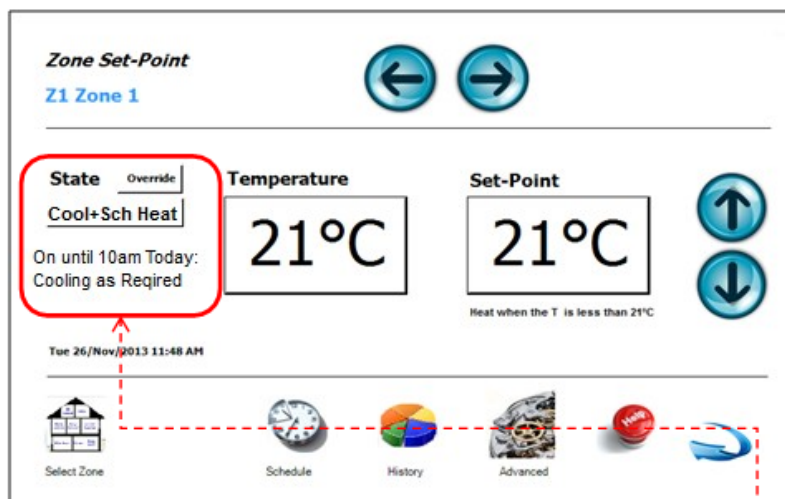 Zone Set-Point
Z1 Zone 1
State Override
Cool+Sch Heat
On until 10am Today:
Cooling as Reqired
Temperature
21°C
Set-Point
21°C
Heat when the T is less than 21°C
Tue 26/Nov/2013 11:48 AM
Select Zone
Schedule
History
Advanced
Help